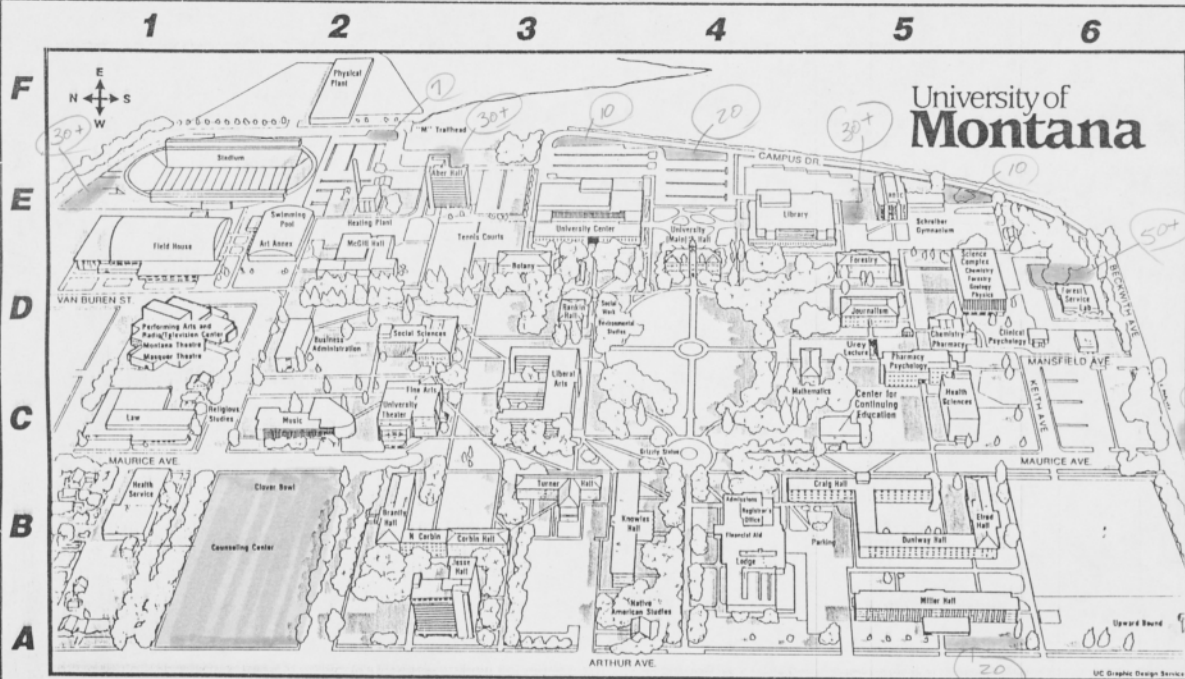 1 2 3 4 5 6
F
E
D
C
B
A
E
N S
W
University of
Montana
Physical
Plant
7
"M" Trailhead
30+
30+
10
20
30+
10
50+
20
CAMPUS DR.
Stadium
Aber Hall
Heating Plant
Swimming
Pool
Art Annex
Field House
McGill Hall
Tennis Courts
University Center
University
(Main) Hall
Library
Schreiber
Gymnasium
Botany
Forestry
Science
Complex
Chemistry
Forestry
Geology
Physics
Forest
Service
Lab
BECKWITH AVE.
VAN BUREN ST.
Performing Arts and
Radio/Television Center
Montana Theatre
Masquer Theatre
Business
Administration
Social Sciences
Rankin
Hall
Social
Work
Environmental
Studies
Journalism
Urey
Lecture
Chemistry
Pharmacy
Clinical
Psychology
Pharmacy
Psychology
MANSFIELD AVE.
KEITH AVE.
Law
Religious
Studies
Music
Fine Arts
University
Theater
Liberal
Arts
Mathematics
Center for
Continuing
Education
Health
Sciences
Grizzly Statue
MAURICE AVE.
MAURICE AVE.
Health
Service
Clover Bowl
Counseling Center
Brantly
Hall
N Corbin
Corbin Hall
Jesse
Hall
Turner Hall
Knowles
Hall
Native
American Studies
Admissions
Registrar's
Office
Financial Aid
Lodge
Parking
Craig Hall
Duniway Hall
Elrod
Hall
Miller Hall
Upward Bound
ARTHUR AVE.
UC Graphic Design Service